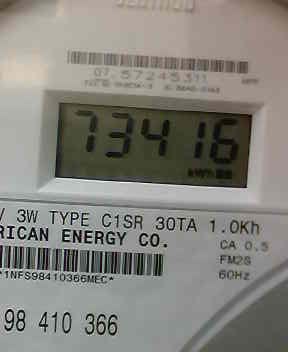 07.57245311
73416
kWh
V 3W TYPE C1SR 30TA 1.0Kh
RICAN ENERGY CO.
CA 0.5
FM2S
60Hz
*1NFS98410366MEC*
98 410 366